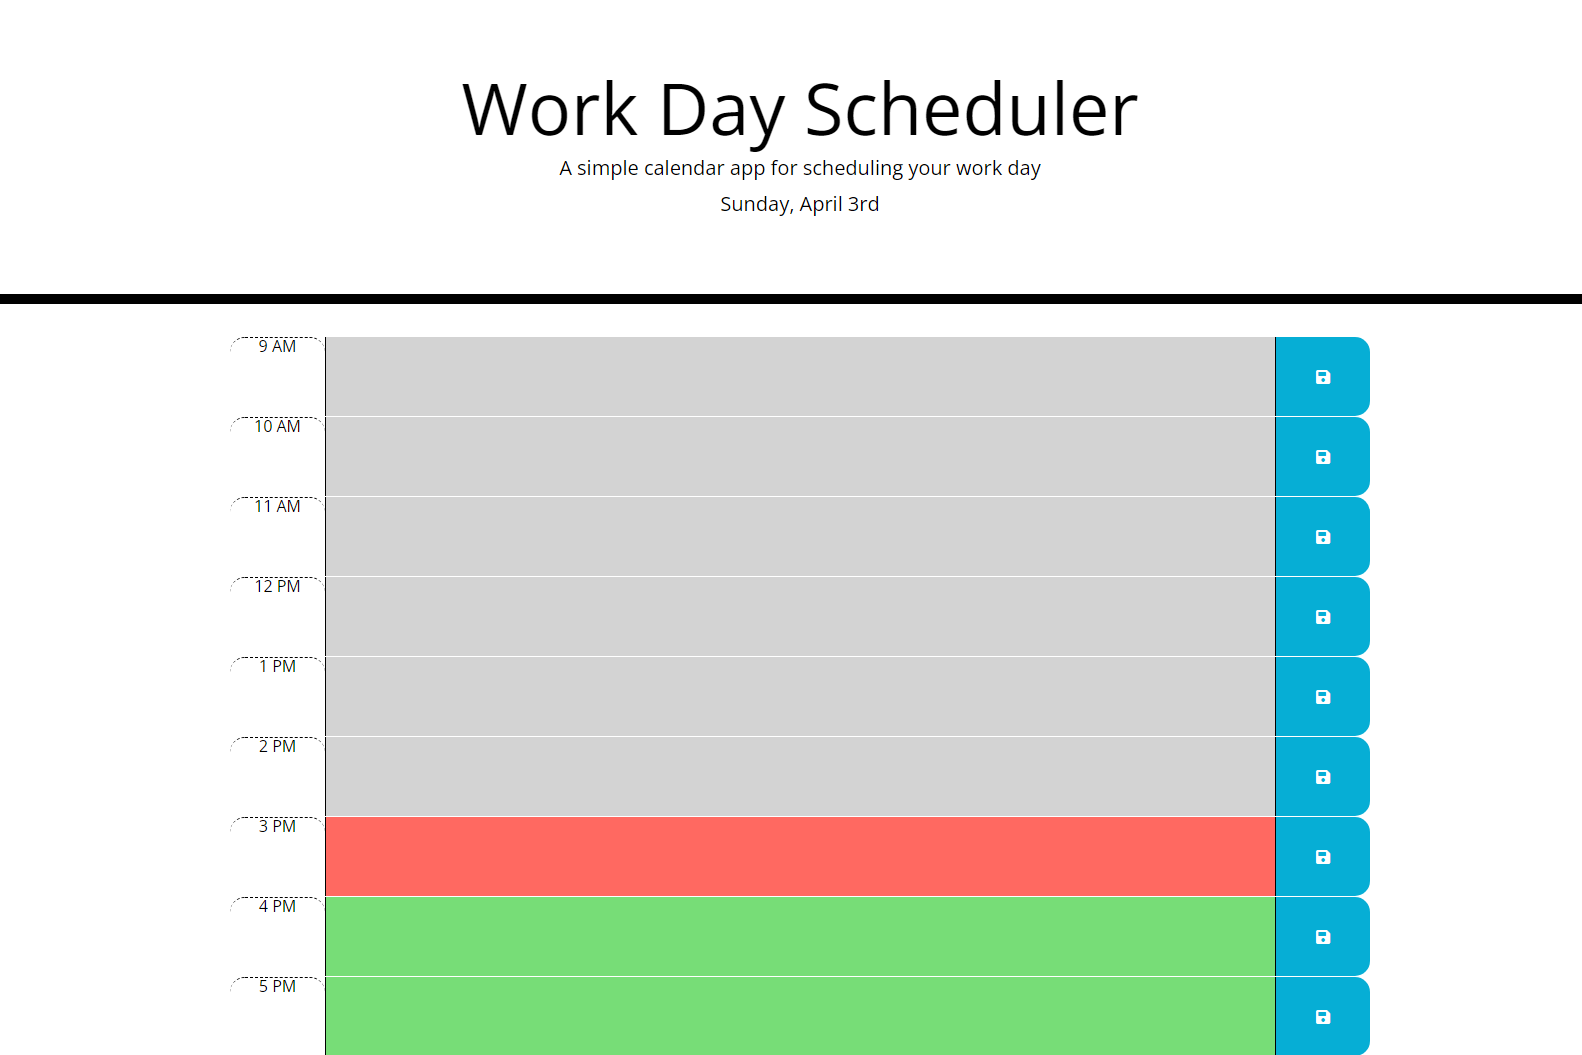 Work Day Scheduler
A simple calendar app for scheduling your work day
Sunday, April 3rd
9 AM
10 AM
11 AM
12 PM
1 PM
2 PM
3 PM
4 PM
5 PM